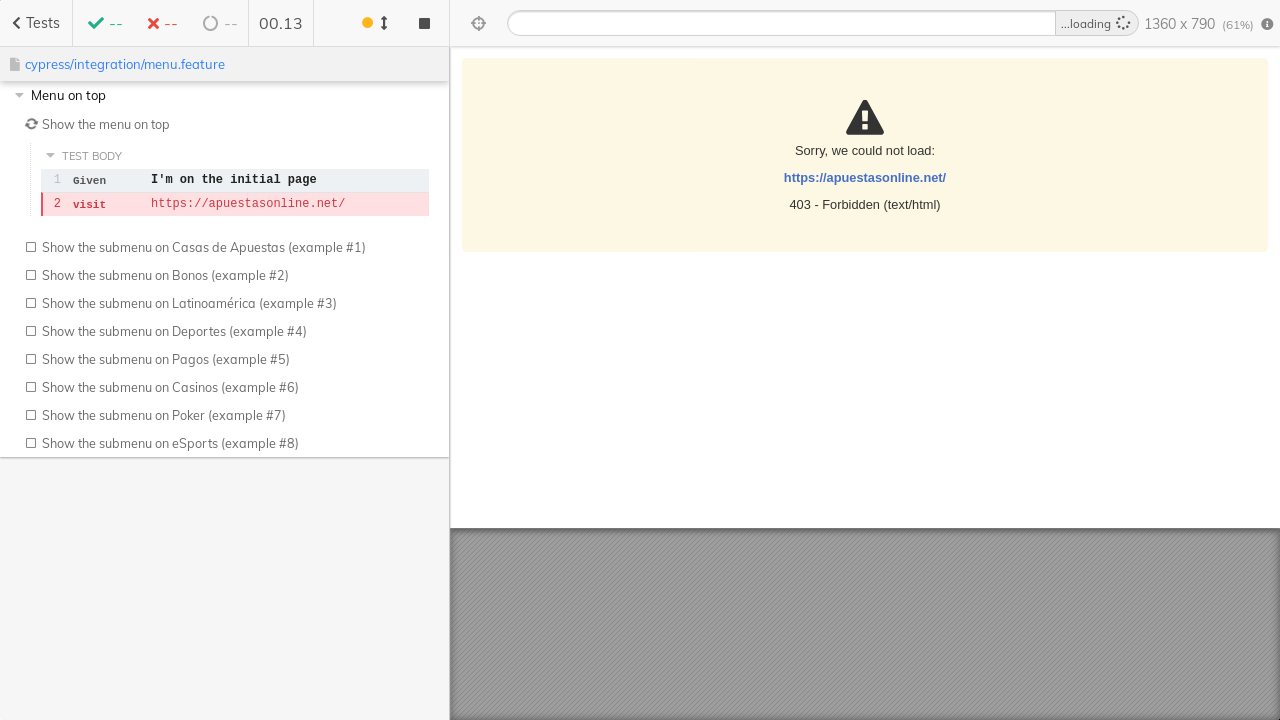 Tests
--
--
--
00.13
...loading
1360 x 790 (61%)
cypress/integration/menu.feature
Menu on top
Show the menu on top
TEST BODY
1 Given I'm on the initial page
2 visit https://apuestasonline.net/
Show the submenu on Casas de Apuestas (example #1)
Show the submenu on Bonos (example #2)
Show the submenu on Latinoamérica (example #3)
Show the submenu on Deportes (example #4)
Show the submenu on Pagos (example #5)
Show the submenu on Casinos (example #6)
Show the submenu on Poker (example #7)
Show the submenu on eSports (example #8)
Sorry, we could not load:
https://apuestasonline.net/
403 - Forbidden (text/html)